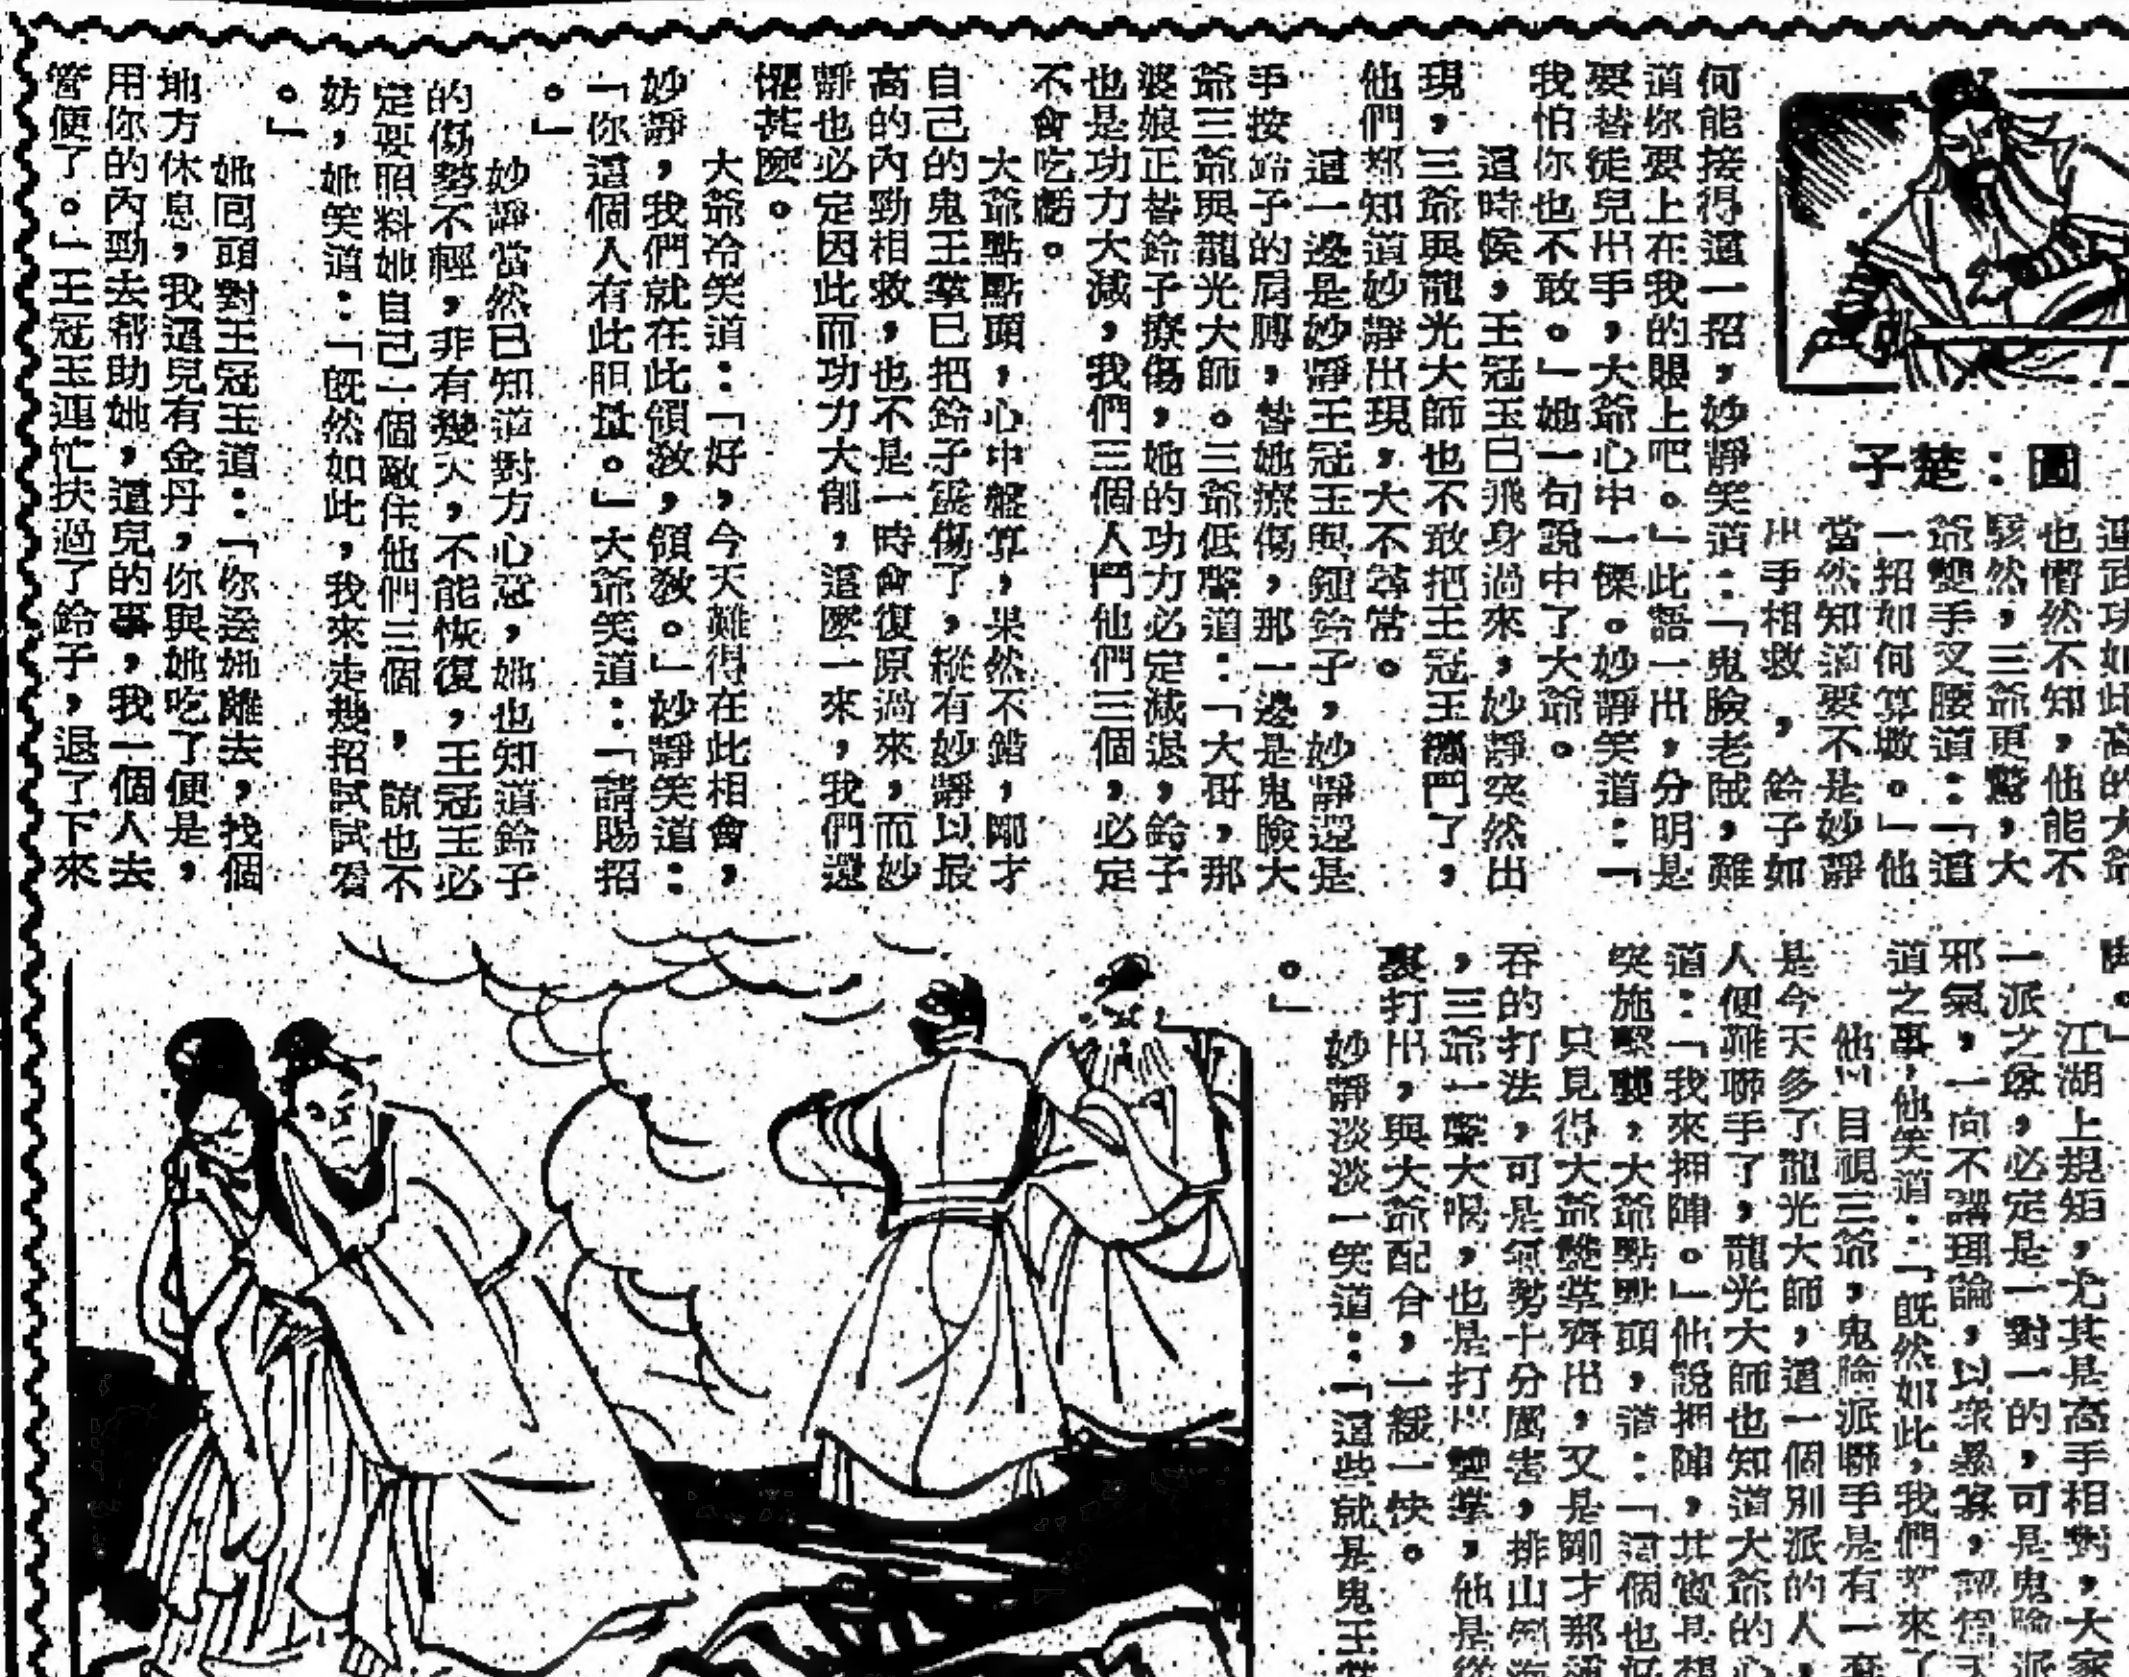 圖：楚子
連武功如此高的大爺
也懵然不知，他能不
駭然，三爺更驚，大
爺雙手叉腰道：「這
一招如何算數。」他
當然知道要不是妙靜
出手相救，鈴子如
何能接得這一招，妙靜笑道：「鬼臉老賊，難
道你要上在我的眼上吧。」此語一出，分明是
要替徒兒出手，大爺心中一慄。妙靜笑道：「
我怕你也不敢。」她一句說中了大爺。
這時候，王冠玉已飛身過來，妙靜突然出
現，三爺與龍光大師也不敢把王冠玉 鬥了，
他們都知道妙靜出現，大不尋常。
這一邊是妙靜王冠玉與鍾鈴子，妙靜還是
手按鈴子的肩膊，替她療傷，那一邊是鬼臉大
爺三爺與龍光大師。三爺低聲道：「大哥，那
婆娘正替鈴子療傷，她的功力必定減退，鈴子
也是功力大減，我們三個人鬥他們三個，必定
不會吃虧。
大爺點點頭，心中盤算，果然不錯，剛才
自己的鬼王掌已把鈴子震傷了，縱有妙靜以最
高的內勁相救，也不是一時會復原過來，而妙
靜也必定因此而功力大削，這麼一來，我們還
懼甚麼。
大爺冷笑道：「好，今天難得在此相會，
妙靜，我們就在此領教，領教。」妙靜笑道：
「你這個人有此胆量。」大爺笑道：「請賜招
。」
妙靜當然已知道對方心意，她也知道鈴子
的傷勢不輕，非有幾天，不能恢復，王冠玉必
定要照料她自己一個敵住他們三個，諒也不
妨，她笑道：「既然如此，我來走幾招試試看
。」
她回頭對王冠玉道：「你送她離去，找個
地方休息，我這兒有金丹，你與她吃了便是，
用你的內勁去帮助她，這兒的事，我一個人去
管便了。」王冠玉連忙扶過了鈴子，退了下來
。」
江湖上規矩，尤其是高手相對，大家
一派之尊，必定是一對一的，可是鬼臉派
邪氣，一向不講理論，以衆暴寡，認為
道之事，他笑道：「既然如此，我們 來了
他 目視三爺，鬼臉派聯手是有一套
是今天多了龍光大師，這一個別派的人，
人便難聯手了，龍光大師也知道大爺的心
道：「我來押陣。」他說押陣，其實是想
突施擊襲，大爺點點頭，道：「這個也好
只見得大爺雙掌齊出，又是剛才那
吞的打法，可是氣勢十分厲害，排山倒海
，三爺一聲大喝，也是打出雙掌，他是從
裏打出，與大爺配合，一緩一快。
妙靜淡淡一笑道：「這些就是鬼王掌
。」